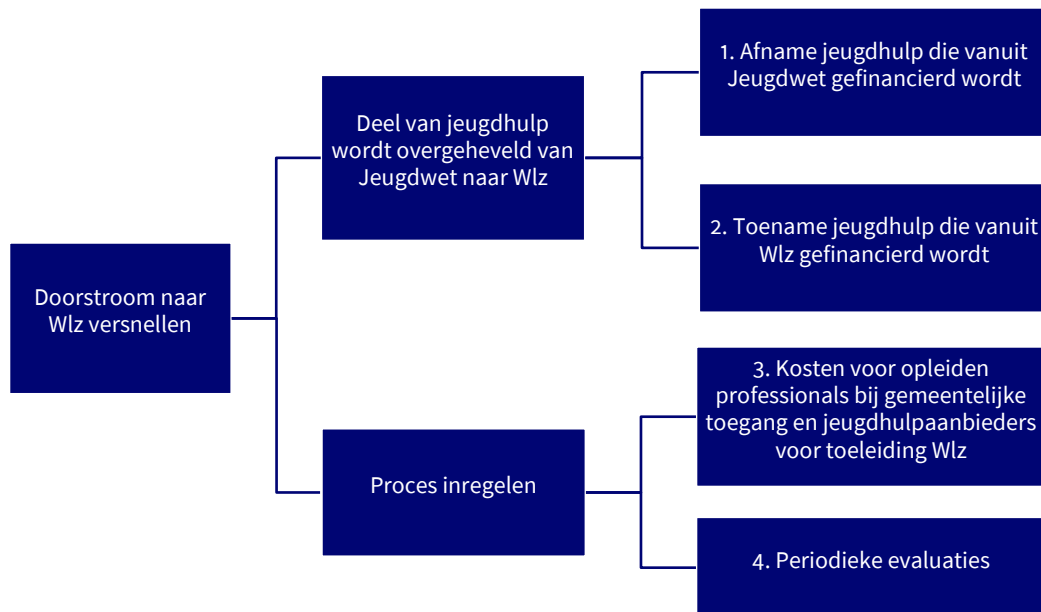 Doorstroom naar
Wlz versnellen
Deel van jeugdhulp
wordt overgeheveld van
Jeugdwet naar Wlz
1. Afname jeugdhulp die vanuit
Jeugdwet gefinancierd wordt
2. Toename jeugdhulp die vanuit
Wlz gefinancierd wordt
Proces inregelen
3. Kosten voor opleiden
professionals bij gemeentelijke
toegang en jeugdhulpaanbieders
voor toeleiding Wlz
4. Periodieke evaluaties